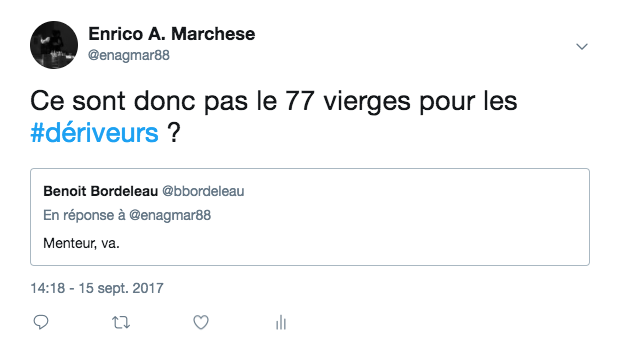 Enrico A. Marchese
@enagmar88
Ce sont donc pas le 77 vierges pour les
#dériveurs ?
Benoit Bordeleau @bbordeleau
En réponse à @enagmar88
Menteur, va.
14:18 - 15 sept. 2017